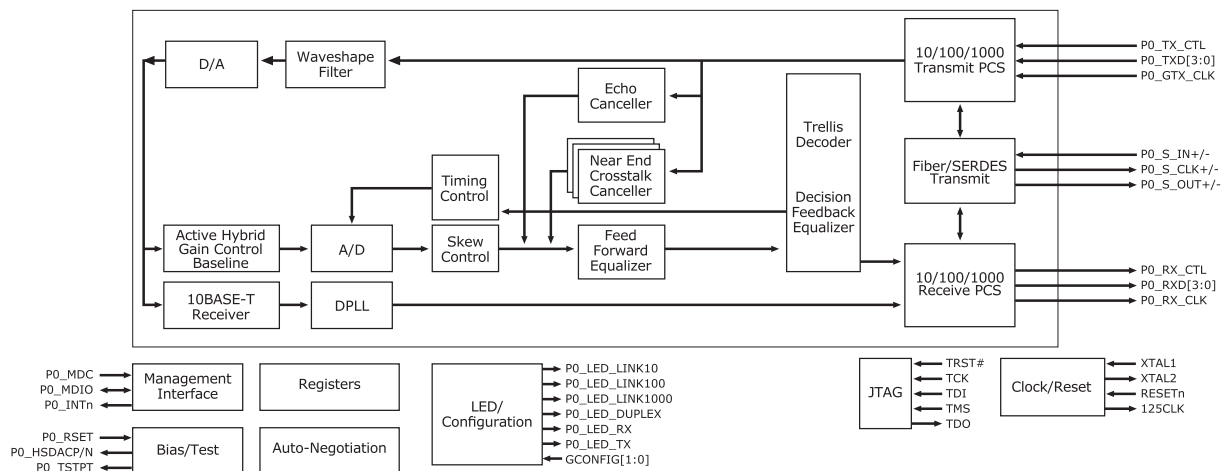 D/A
Waveshape
Filter
10/100/1000
Transmit PCS
P0_TX_CTL
P0_TXD[3:0]
P0_GTX_CLK
Echo
Canceller
Trellis
Decoder
Near End
Crosstalk
Canceller
Fiber/SERDES
Transmit
P0_S_IN+/-
P0_S_CLK+/-
P0_S_OUT+/-
Timing
Control
Decision
Feedback
Equalizer
Active Hybrid
Gain Control
Baseline
A/D
Skew
Control
Feed
Forward
Equalizer
10/100/1000
Receive PCS
P0_RX_CTL
P0_RXD[3:0]
P0_RX_CLK
10BASE-T
Receiver
DPLL
P0_MDC
P0_MDIO
P0_INTn
Management
Interface
Registers
LED/
Configuration
P0_LED_LINK10
P0_LED_LINK100
P0_LED_LINK1000
P0_LED_DUPLEX
P0_LED_RX
P0_LED_TX
GCONFIG[1:0]
JTAG
TRST#
TCK
TDI
TMS
TDO
Clock/Reset
XTAL1
XTAL2
RESETn
125CLK
P0_RSET
P0_HSDACP/N
P0_TSTPT
Bias/Test
Auto-Negotiation